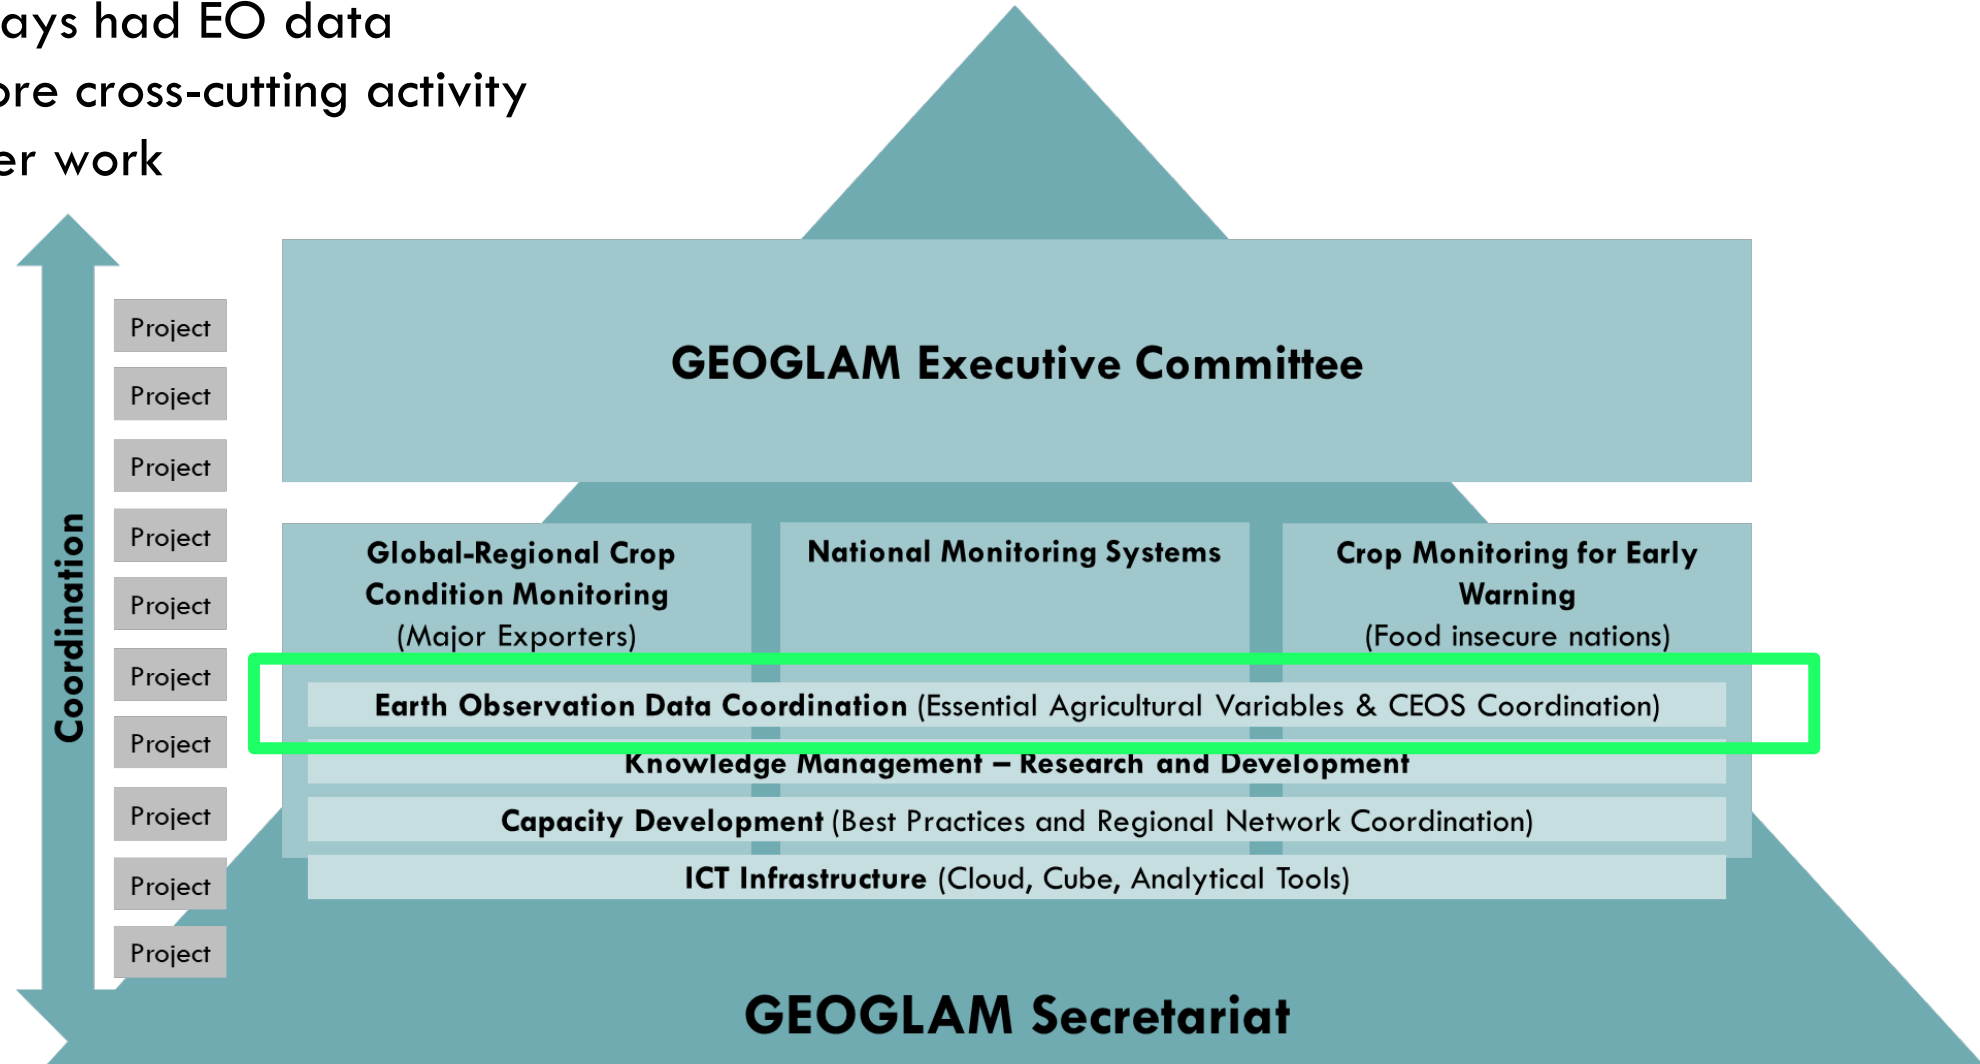 had EO data
cross-cutting activity
work
Coordination
Project
Project
Project
Project
Project
Project
Project
Project
Project
Project
GEOGLAM Executive Committee
Global-Regional Crop
Condition Monitoring
(Major Exporters)
National Monitoring Systems
Crop Monitoring for Early
Warning
(Food insecure nations)
Earth Observation Data Coordination (Essential Agricultural Variables & CEOS Coordination)
Knowledge Management – Research and Development
Capacity Development (Best Practices and Regional Network Coordination)
ICT Infrastructure (Cloud, Cube, Analytical Tools)
GEOGLAM Secretariat